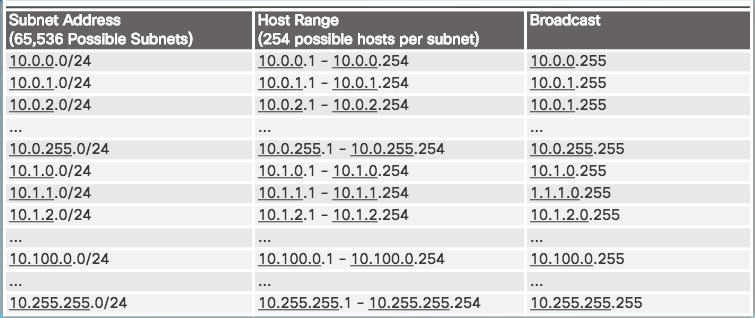 Subnet Address Host Range Broadcast
(65,536 Possible Subnets) (254 possible hosts per subnet)
10.0.0.0/24 10.0.0.1 – 10.0.0.254 10.0.0.255
10.0.1.0/24 10.0.1.1 – 10.0.1.254 10.0.1.255
10.0.2.0/24 10.0.2.1 – 10.0.2.254 10.0.1.255
... ... ...
10.0.255.0/24 10.0.255.1 – 10.0.255.254 10.0.255.255
10.1.0.0/24 10.1.0.1 – 10.1.0.254 10.1.0.255
10.1.1.0/24 10.1.1.1 – 10.1.1.254 1.1.1.0.255
10.1.2.0/24 10.1.2.1 – 10.1.2.254 10.1.2.0.255
... ... ...
10.100.0.0/24 10.100.0.1 – 10.100.0.254 10.100.0.255
... ... ...
10.255.255.0/24 10.255.255.1 – 10.255.255.254 10.255.255.255